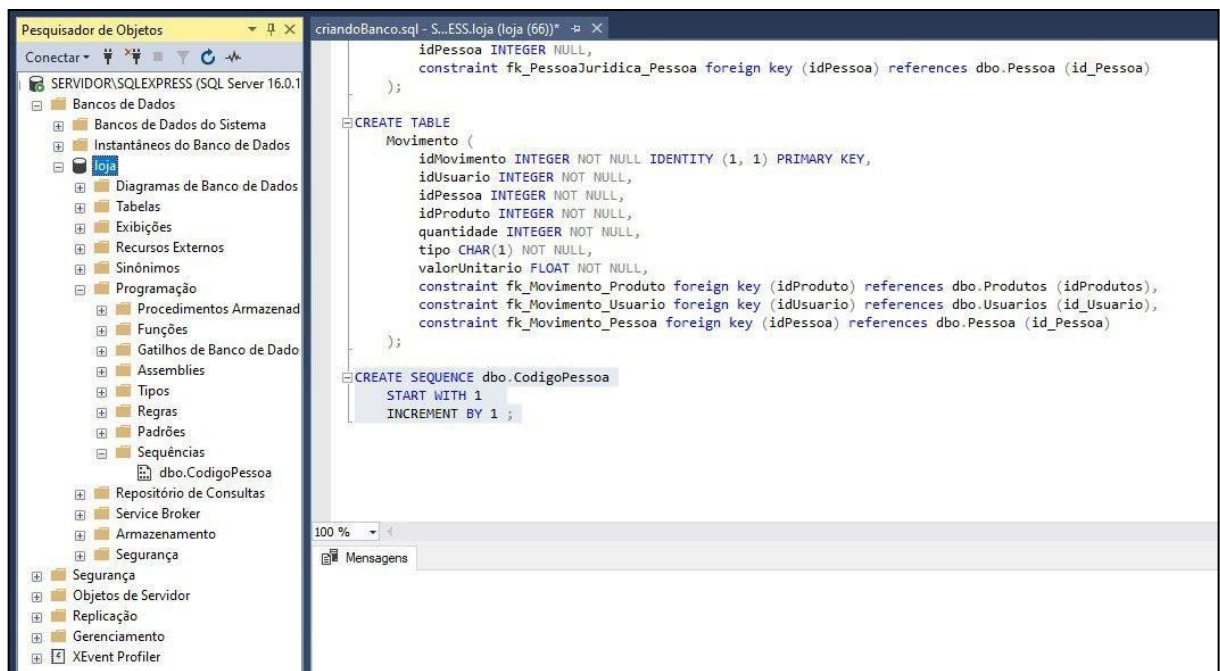 Pesquisador de Objetos
Conectar
SERVIDOR\SQLEXPRESS (SQL Server 16.0.1
Bancos de Dados
Bancos de Dados do Sistema
Instantâneos do Banco de Dados
loja
Diagramas de Banco de Dados
Tabelas
Exibições
Recursos Externos
Sinônimos
Programação
Procedimentos Armazenad
Funções
Gatilhos de Banco de Dado
Assemblies
Tipos
Regras
Padrões
Sequências
dbo.CodigoPessoa
Repositório de Consultas
Service Broker
Armazenamento
Segurança
Segurança
Objetos de Servidor
Replicação
Gerenciamento
XEvent Profiler
criandoBanco.sql - S...ESS.loja (loja (66))*
idPessoa INTEGER NULL,
constraint fk_PessoaJuridica_Pessoa foreign key (idPessoa) references dbo.Pessoa (id_Pessoa)
);
CREATE TABLE
Movimento (
idMovimento INTEGER NOT NULL IDENTITY (1, 1) PRIMARY KEY,
idUsuario INTEGER NOT NULL,
idPessoa INTEGER NOT NULL,
idProduto INTEGER NOT NULL,
quantidade INTEGER NOT NULL,
tipo CHAR(1) NOT NULL,
valorUnitario FLOAT NOT NULL,
constraint fk_Movimento_Produto foreign key (idProduto) references dbo.Produtos (idProdutos),
constraint fk_Movimento_Usuario foreign key (idUsuario) references dbo.Usuarios (id_Usuario),
constraint fk_Movimento_Pessoa foreign key (idPessoa) references dbo.Pessoa (id_Pessoa)
);
CREATE SEQUENCE dbo.CodigoPessoa
START WITH 1
INCREMENT BY 1 ;
100 %
Mensagens